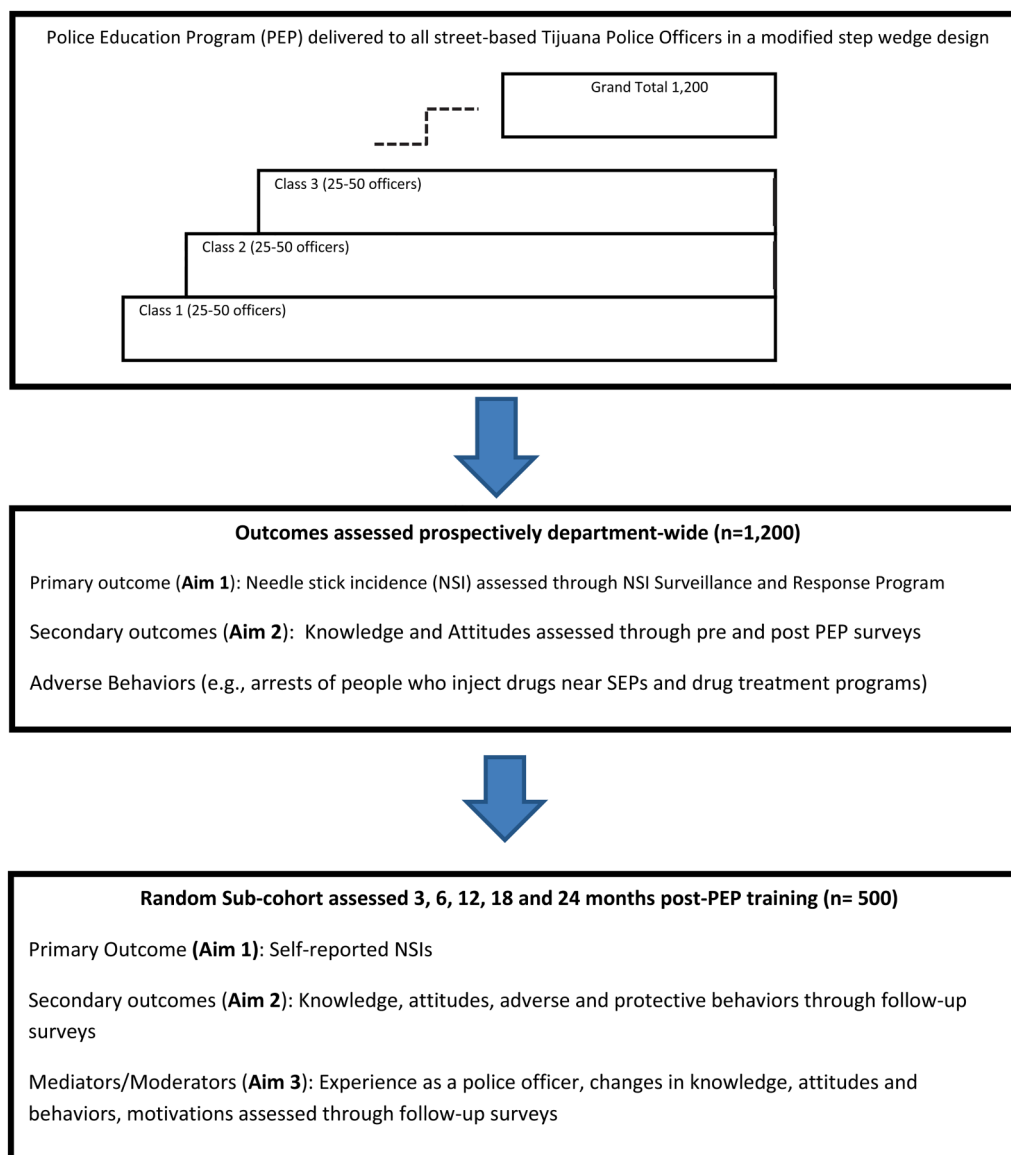 Police Education Program (PEP) delivered to all street-based Tijuana Police Officers in a modified step wedge design
Grand Total 1,200
Class 3 (25-50 officers)
Class 2 (25-50 officers)
Class 1 (25-50 officers)
Outcomes assessed prospectively department-wide (n=1,200)
Primary outcome (Aim 1): Needle stick incidence (NSI) assessed through NSI Surveillance and Response Program
Secondary outcomes (Aim 2):  Knowledge and Attitudes assessed through pre and post PEP surveys
Adverse Behaviors (e.g., arrests of people who inject drugs near SEPs and drug treatment programs)
Random Sub-cohort assessed 3, 6, 12, 18 and 24 months post-PEP training (n= 500)
Primary Outcome (Aim 1): Self-reported NSIs
Secondary outcomes (Aim 2): Knowledge, attitudes, adverse and protective behaviors through follow-up
surveys
Mediators/Moderators (Aim 3): Experience as a police officer, changes in knowledge, attitudes and
behaviors, motivations assessed through follow-up surveys